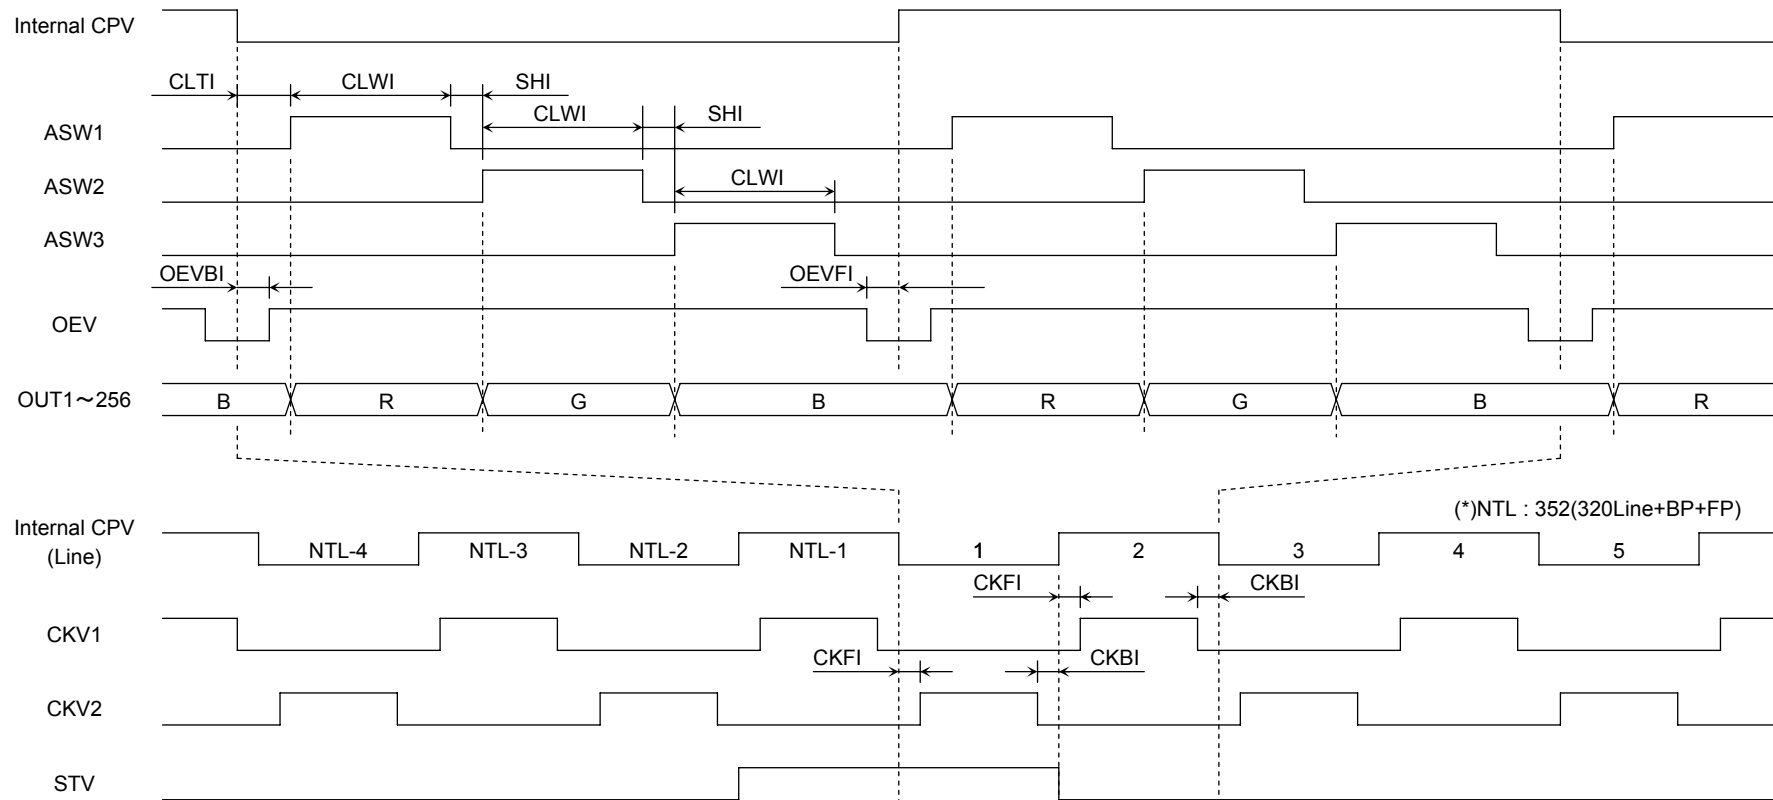 Internal CPV
CLTI CLWI SHI
CLWI SHI
ASW1
CLWI
ASW2
ASW3
OEVBI OEVFI
OEV
OUT1～256 B R G B R G B R
(*)NTL : 352(320Line+BP+FP)
Internal CPV
(Line)
NTL-4 NTL-3 NTL-2 NTL-1 1 2 3 4 5
CKFI CKBI
CKV1
CKFI CKBI
CKV2
STV